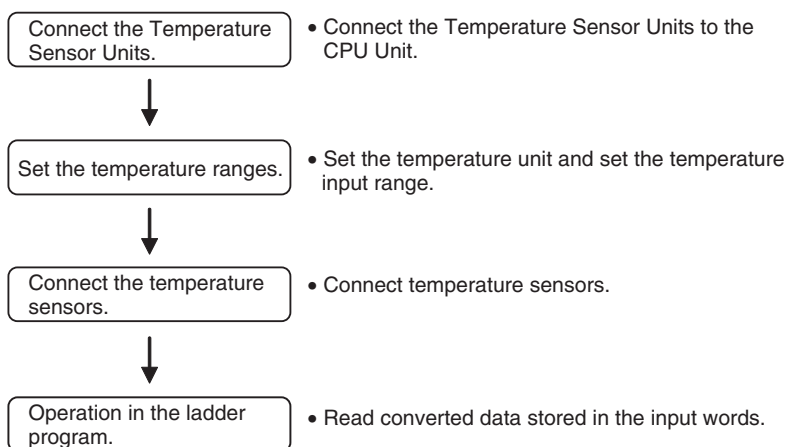 Connect the Temperature
Sensor Units.
• Connect the Temperature Sensor Units to the
CPU Unit.
Set the temperature ranges.
• Set the temperature unit and set the temperature
input range.
Connect the temperature
sensors.
• Connect temperature sensors.
Operation in the ladder
program.
• Read converted data stored in the input words.